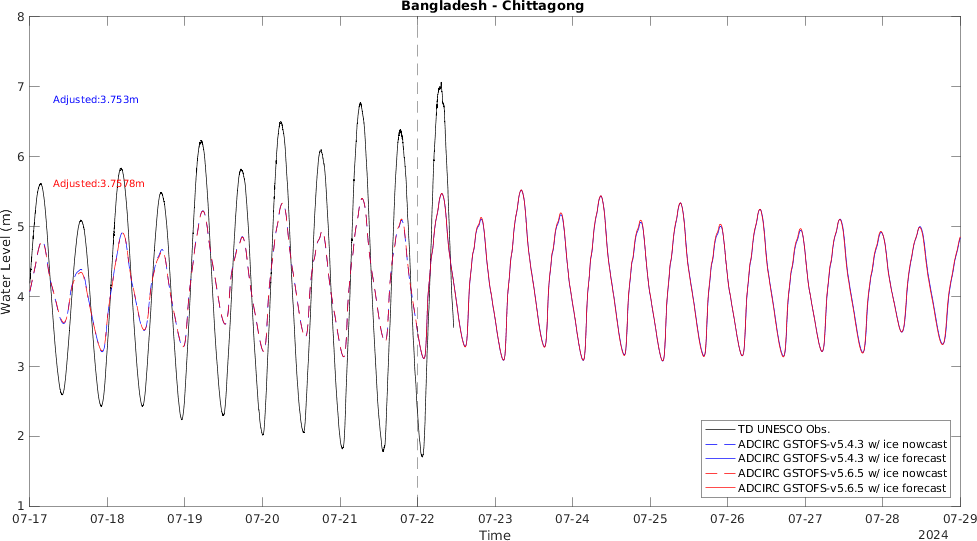 Bangladesh - Chittagong
8
7
6
5
4
3
2
1
Water Level (m)
Adjusted:3.753m
Adjusted:3.7578m
TD UNESCO Obs.
ADCIRC GSTOFS-v5.4.3 w/ ice nowcast
ADCIRC GSTOFS-v5.4.3 w/ ice forecast
ADCIRC GSTOFS-v5.6.5 w/ ice nowcast
ADCIRC GSTOFS-v5.6.5 w/ ice forecast
07-17 07-18 07-19 07-20 07-21 07-22 07-23 07-24 07-25 07-26 07-27 07-28 07-29
Time
2024